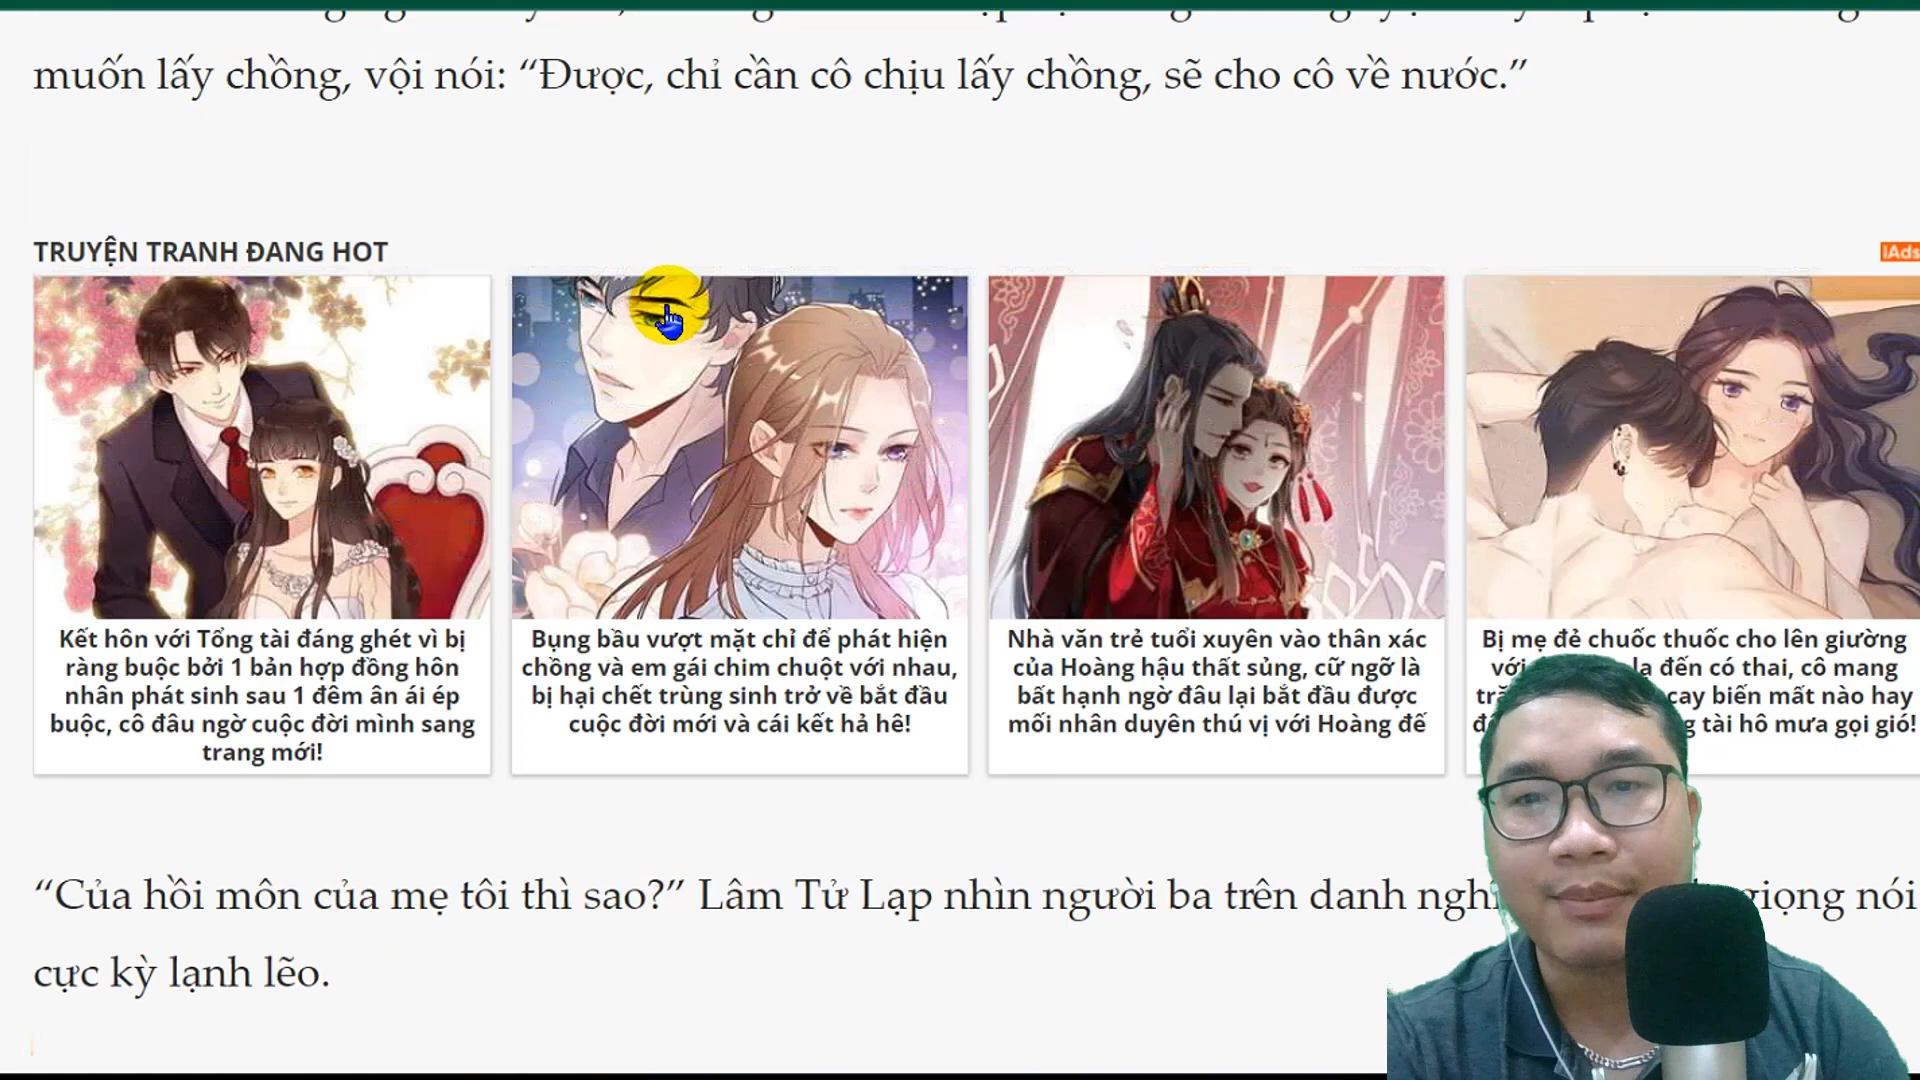 muốn lấy chồng, vội nói: “Được, chỉ cần cô chịu lấy chồng, sẽ cho cô về nước.”
TRUYỆN TRANH ĐANG HOT
iAds
Kết hôn với Tổng tài đáng ghét vì bị
ràng buộc bởi 1 bản hợp đồng hôn
nhân phát sinh sau 1 đêm ân ái ép
buộc, cô đâu ngờ cuộc đời mình sang
trang mới!
Bụng bầu vượt mặt chỉ để phát hiện
chồng và em gái chim chuột với nhau,
bị hại chết trùng sinh trở về bắt đầu
cuộc đời mới và cái kết hả hê!
Nhà văn trẻ tuổi xuyên vào thân xác
của Hoàng hậu thất sủng, cữ ngỡ là
bất hạnh ngờ đâu lại bắt đầu được
mối nhân duyên thú vị với Hoàng đế
Bị mẹ đẻ chuốc thuốc cho lên giường
với đến có thai, cô mang
cay biến mất nào hay
tài hô mưa gọi gió!
“Của hồi môn của mẹ tôi thì sao?” Lâm Tử Lạp nhìn người ba trên danh giọng nói
cực kỳ lạnh lẽo.